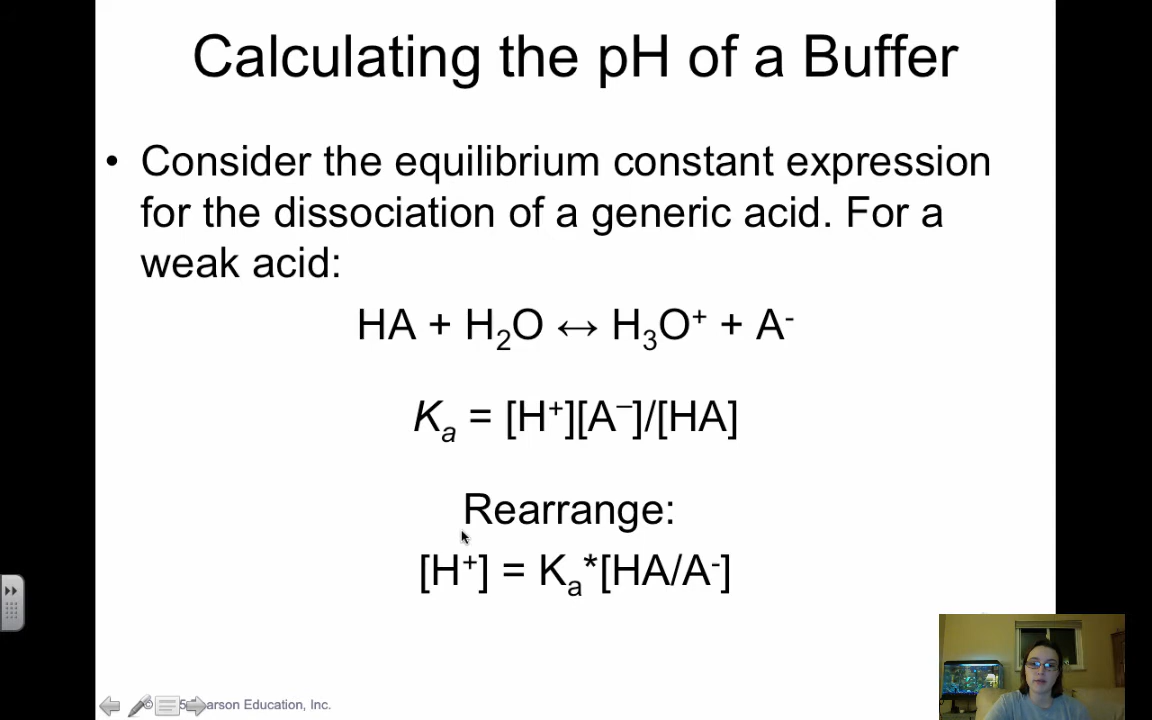 Calculating the pH of a Buffer
• Consider the equilibrium constant expression
for the dissociation of a generic acid. For a
weak acid:
HA + H₂O ↔ H₃O⁺ + A⁻
Kₐ = [H⁺][A⁻]/[HA]
Rearrange:
[H⁺] = Kₐ*[HA/A⁻]
arson Education, Inc.